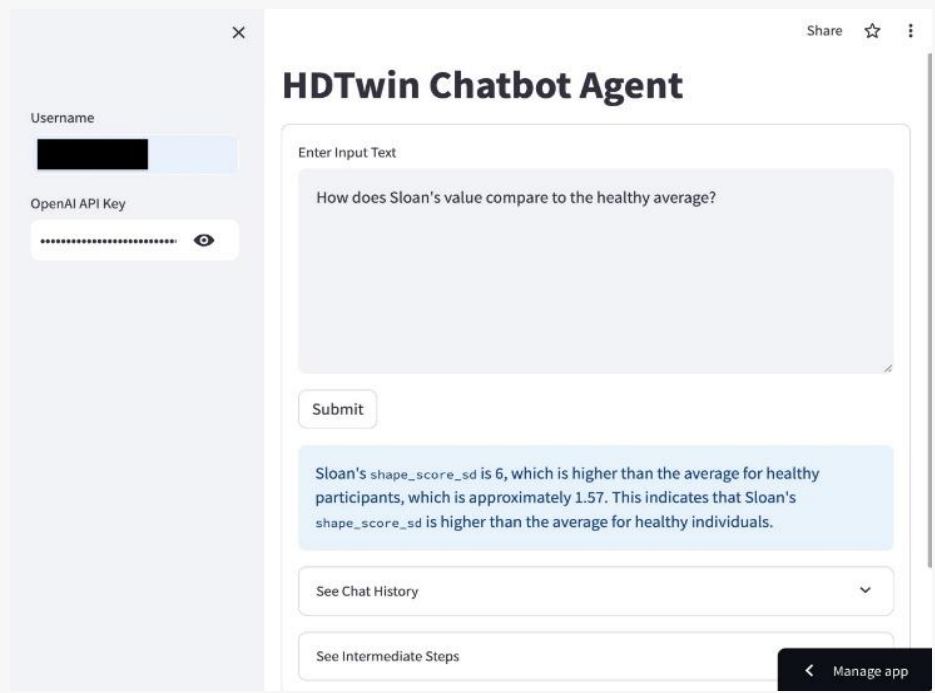 Share
HDTwin Chatbot Agent
Username
OpenAI API Key
Enter Input Text
How does Sloan's value compare to the healthy average?
Submit
Sloan's shape_score_sd is 6, which is higher than the average for healthy
participants, which is approximately 1.57. This indicates that Sloan's
shape_score_sd is higher than the average for healthy individuals.
See Chat History
See Intermediate Steps
Manage app